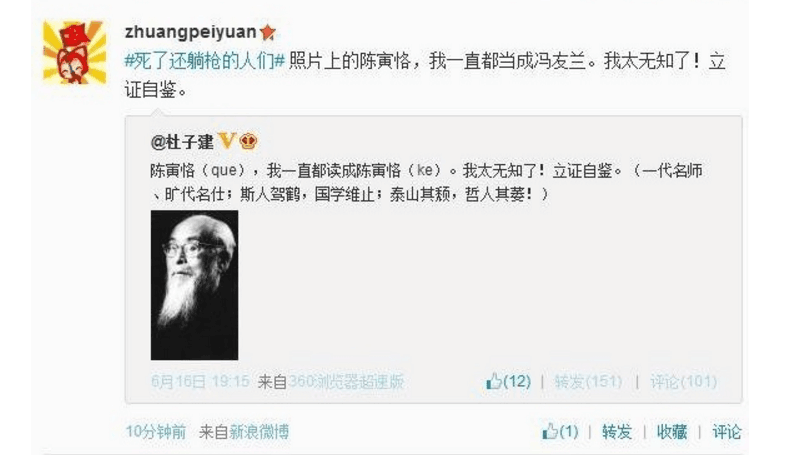 zhuangpeiyuan
#死了还躺枪的人们# 照片上的陈寅恪，我一直都当成冯友兰。我太无知了！立
证自鉴。
@杜子建
陈寅恪（que），我一直都读成陈寅恪（ke）。我太无知了！立证自鉴。（一代名师
、旷代名仕；斯人驾鹤，国学维止；泰山其颓，哲人其萎！）
6月16日 19:15 来自360浏览器超速版 (12) | 转发(151) | 评论(101)
10分钟前 来自新浪微博 (1) | 转发 | 收藏 | 评论